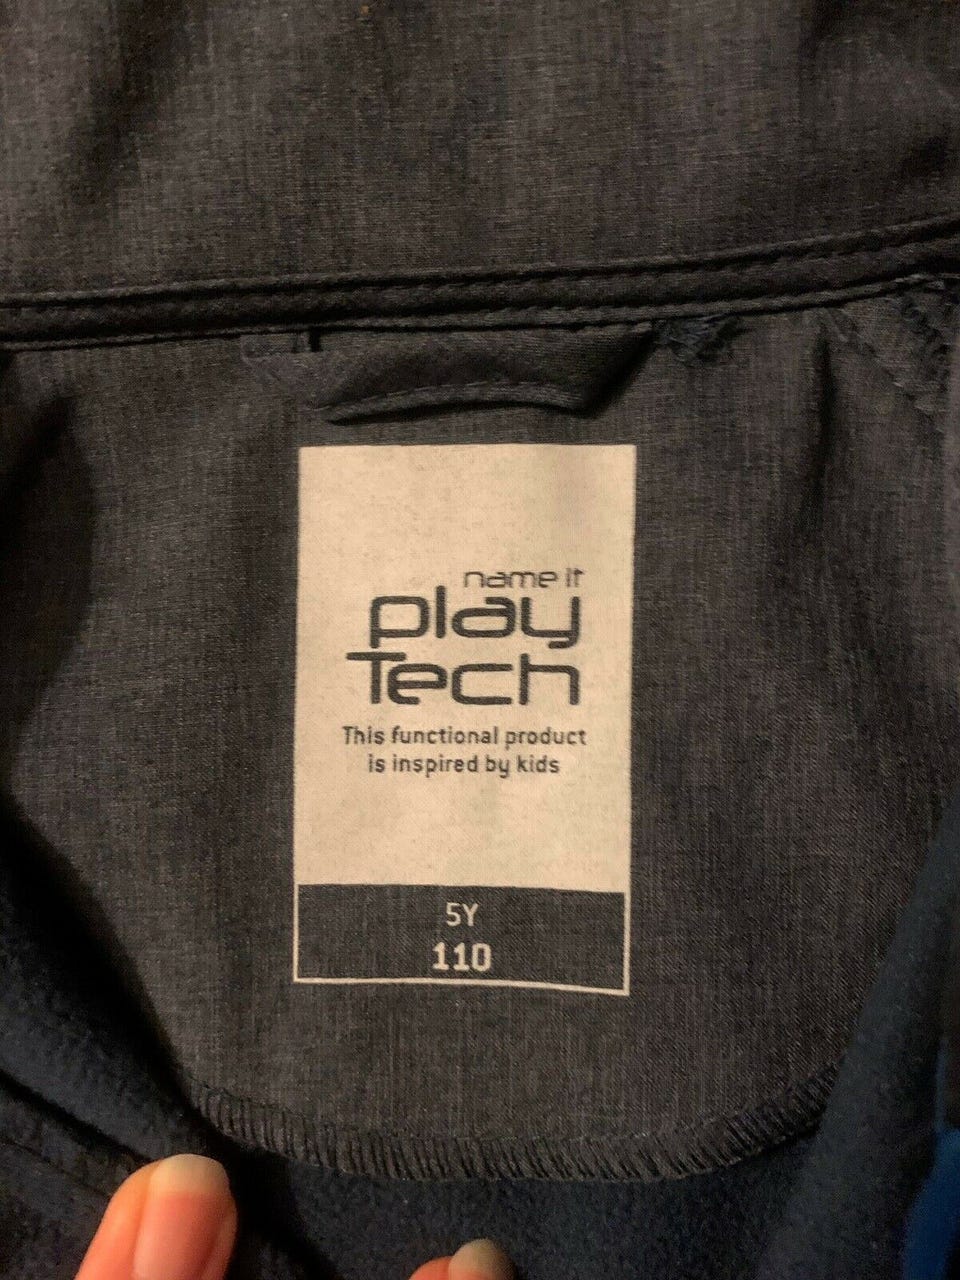 name it
play
Tech
This functional product
is inspired by kids
5Y
110